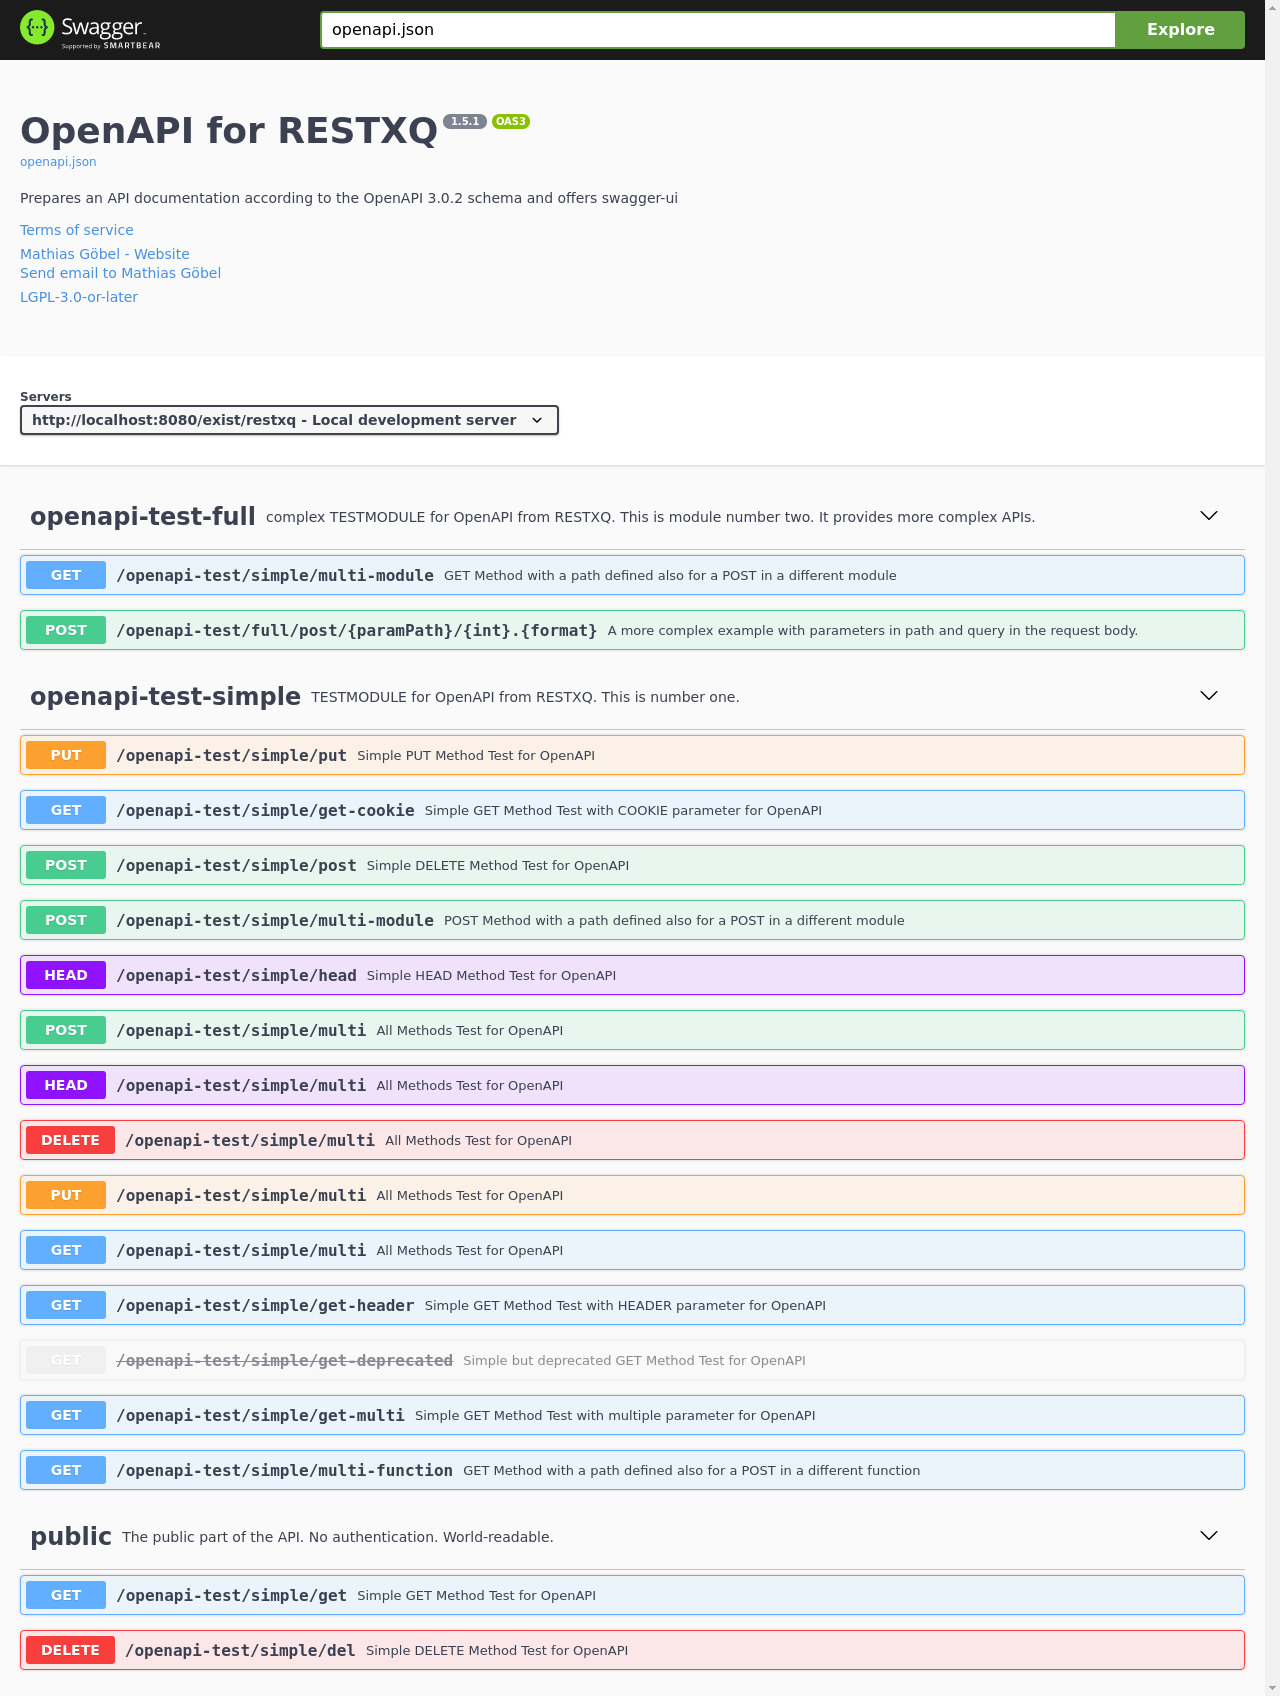 Swagger.
Supported by SMARTBEAR
openapi.json
Explore
OpenAPI for RESTXQ 1.5.1 OAS3
openapi.json
Prepares an API documentation according to the OpenAPI 3.0.2 schema and offers swagger-ui
Terms of service
Mathias Göbel - Website
Send email to Mathias Göbel
LGPL-3.0-or-later
Servers
http://localhost:8080/exist/restxq - Local development server
openapi-test-full complex TESTMODULE for OpenAPI from RESTXQ. This is module number two. It provides more complex APIs.
GET /openapi-test/simple/multi-module GET Method with a path defined also for a POST in a different module
POST /openapi-test/full/post/{paramPath}/{int}.{format} A more complex example with parameters in path and query in the request body.
openapi-test-simple TESTMODULE for OpenAPI from RESTXQ. This is number one.
PUT /openapi-test/simple/put Simple PUT Method Test for OpenAPI
GET /openapi-test/simple/get-cookie Simple GET Method Test with COOKIE parameter for OpenAPI
POST /openapi-test/simple/post Simple DELETE Method Test for OpenAPI
POST /openapi-test/simple/multi-module POST Method with a path defined also for a POST in a different module
HEAD /openapi-test/simple/head Simple HEAD Method Test for OpenAPI
POST /openapi-test/simple/multi All Methods Test for OpenAPI
HEAD /openapi-test/simple/multi All Methods Test for OpenAPI
DELETE /openapi-test/simple/multi All Methods Test for OpenAPI
PUT /openapi-test/simple/multi All Methods Test for OpenAPI
GET /openapi-test/simple/multi All Methods Test for OpenAPI
GET /openapi-test/simple/get-header Simple GET Method Test with HEADER parameter for OpenAPI
GET /openapi-test/simple/get-deprecated Simple but deprecated GET Method Test for OpenAPI
GET /openapi-test/simple/get-multi Simple GET Method Test with multiple parameter for OpenAPI
GET /openapi-test/simple/multi-function GET Method with a path defined also for a POST in a different function
public The public part of the API. No authentication. World-readable.
GET /openapi-test/simple/get Simple GET Method Test for OpenAPI
DELETE /openapi-test/simple/del Simple DELETE Method Test for OpenAPI